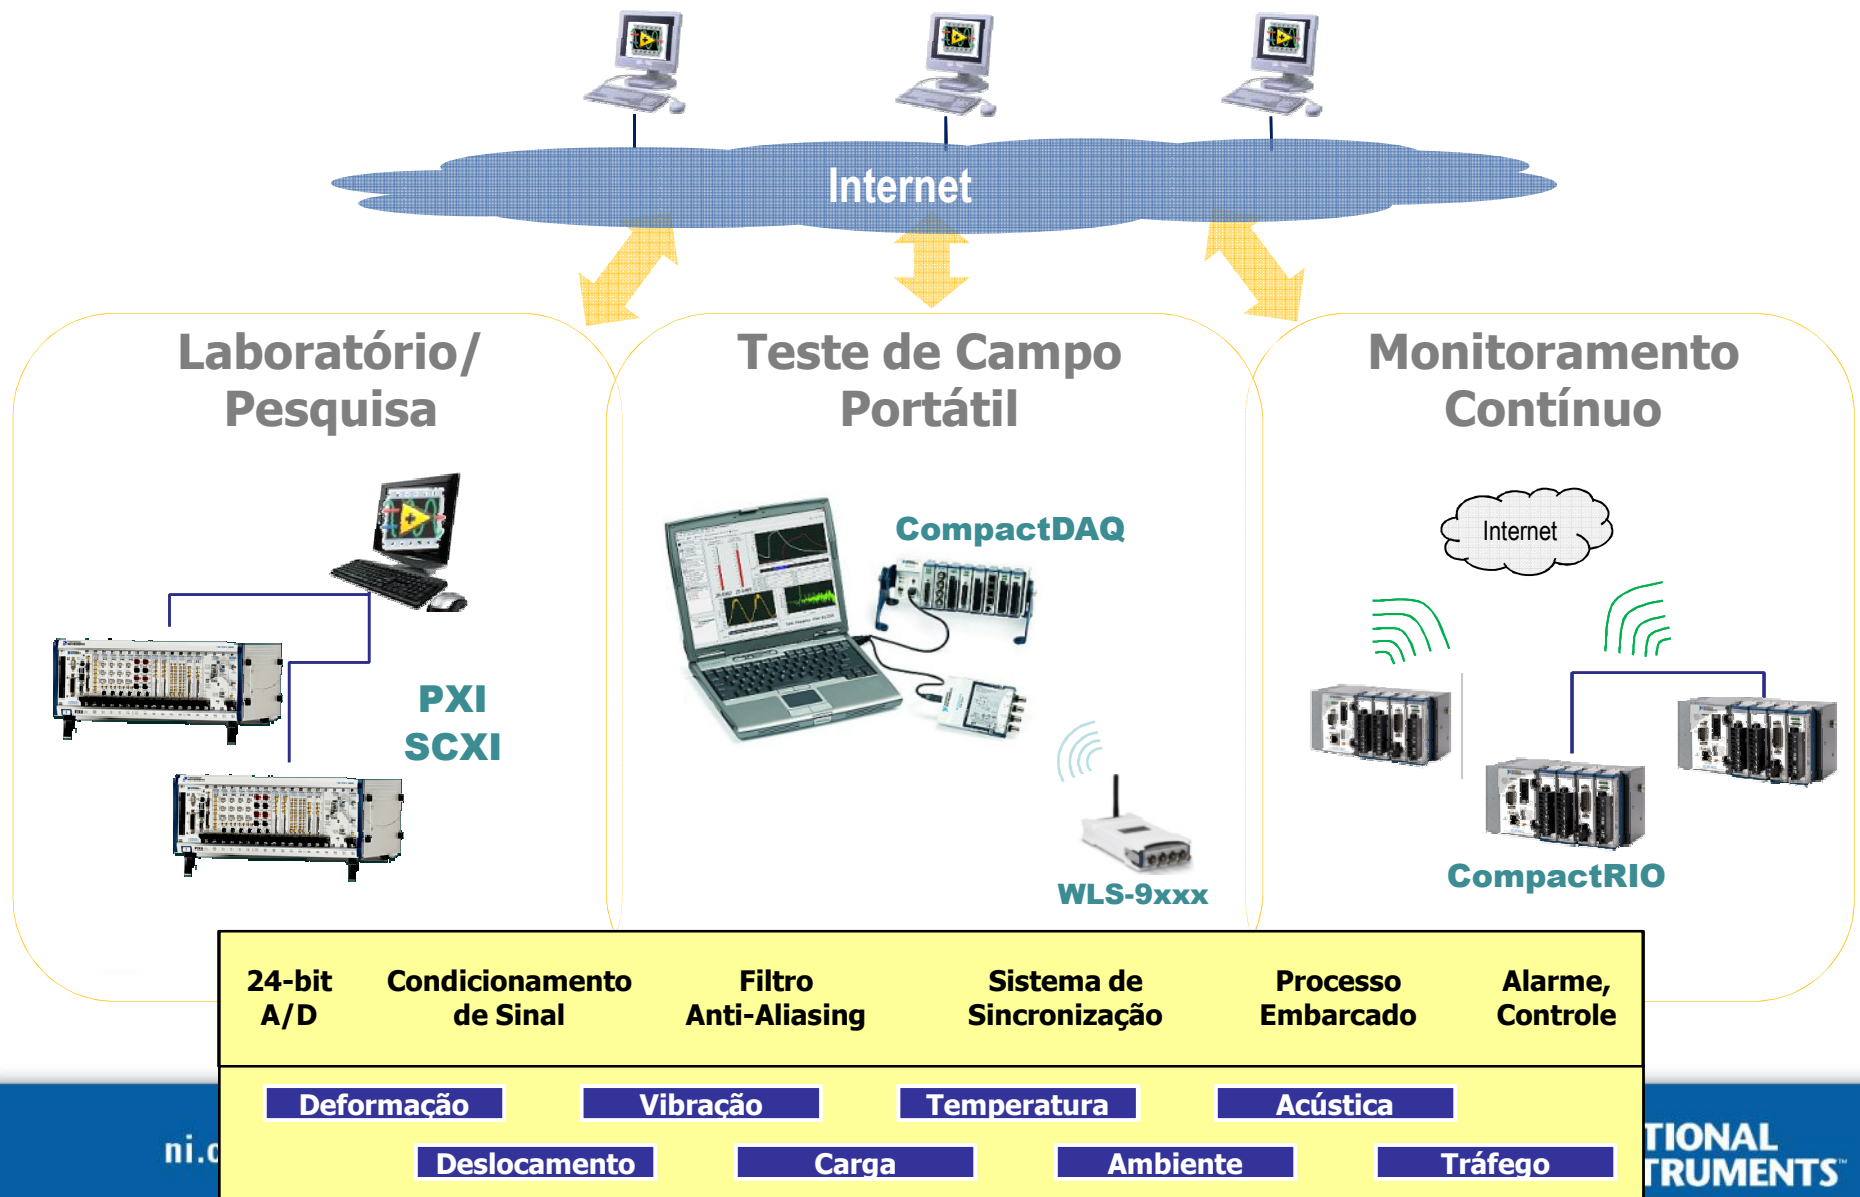 Internet
Laboratório/
Pesquisa
Teste de Campo
Portátil
Monitoramento
Contínuo
CompactDAQ
Internet
PXI
SCXI
WLS-9xxx
CompactRIO
24-bit
A/D
Condicionamento
de Sinal
Filtro
Anti-Aliasing
Sistema de
Sincronização
Processo
Embarcado
Alarme,
Controle
Deformação
Vibração
Temperatura
Acústica
Deslocamento
Carga
Ambiente
Tráfego
ni.c
TIONAL
TRUMENTS™